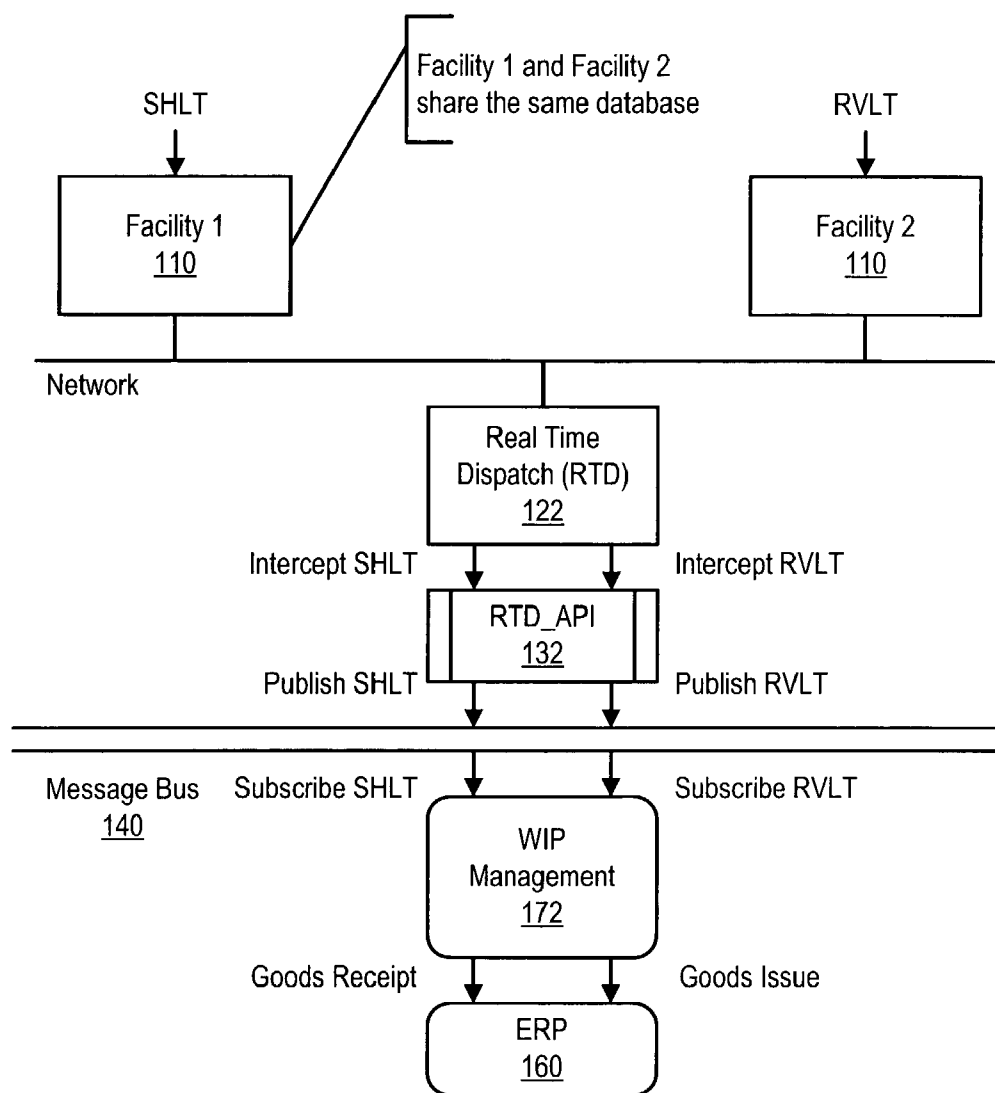 Facility 1 and Facility 2
share the same database
SHLT
RVLT
Facility 1
110
Facility 2
110
Network
Real Time
Dispatch (RTD)
122
Intercept SHLT
Intercept RVLT
RTD_API
132
Publish SHLT
Publish RVLT
Message Bus
140
Subscribe SHLT
Subscribe RVLT
WIP
Management
172
Goods Receipt
Goods Issue
ERP
160